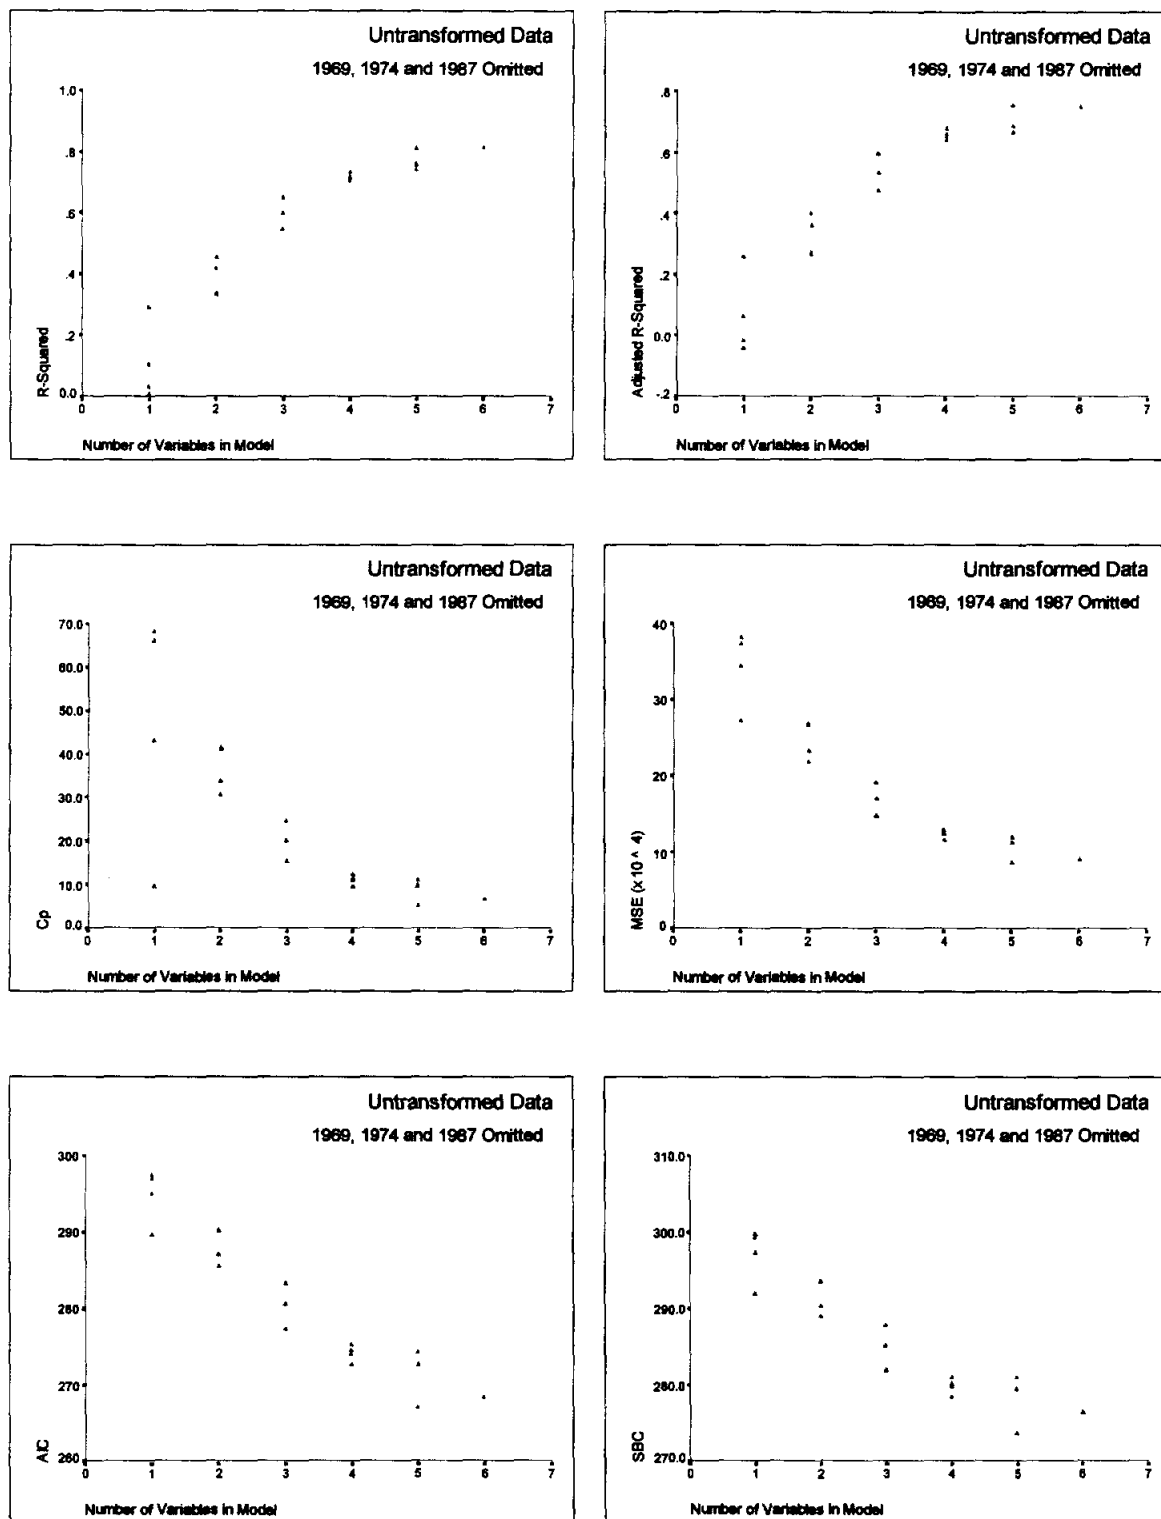 Untransformed Data
1969, 1974 and 1987 Omitted
1.0
.8
.6
.4
.2
0.0
R-Squared
0 1 2 3 4 5 6 7
Number of Variables in Model
Untransformed Data
1969, 1974 and 1987 Omitted
.8
.6
.4
.2
0.0
-.2
Adjusted R-Squared
0 1 2 3 4 5 6 7
Number of Variables in Model
Untransformed Data
1969, 1974 and 1987 Omitted
70.0
60.0
50.0
40.0
30.0
20.0
10.0
0.0
Cp
0 1 2 3 4 5 6 7
Number of Variables in Model
Untransformed Data
1969, 1974 and 1987 Omitted
40
30
20
10
0
MSE (x10 ^ 4)
0 1 2 3 4 5 6 7
Number of Variables in Model
Untransformed Data
1969, 1974 and 1987 Omitted
300
290
280
270
260
AIC
0 1 2 3 4 5 6 7
Number of Variables in Model
Untransformed Data
1969, 1974 and 1987 Omitted
310.0
300.0
290.0
280.0
270.0
SBC
0 1 2 3 4 5 6 7
Number of Variables in Model